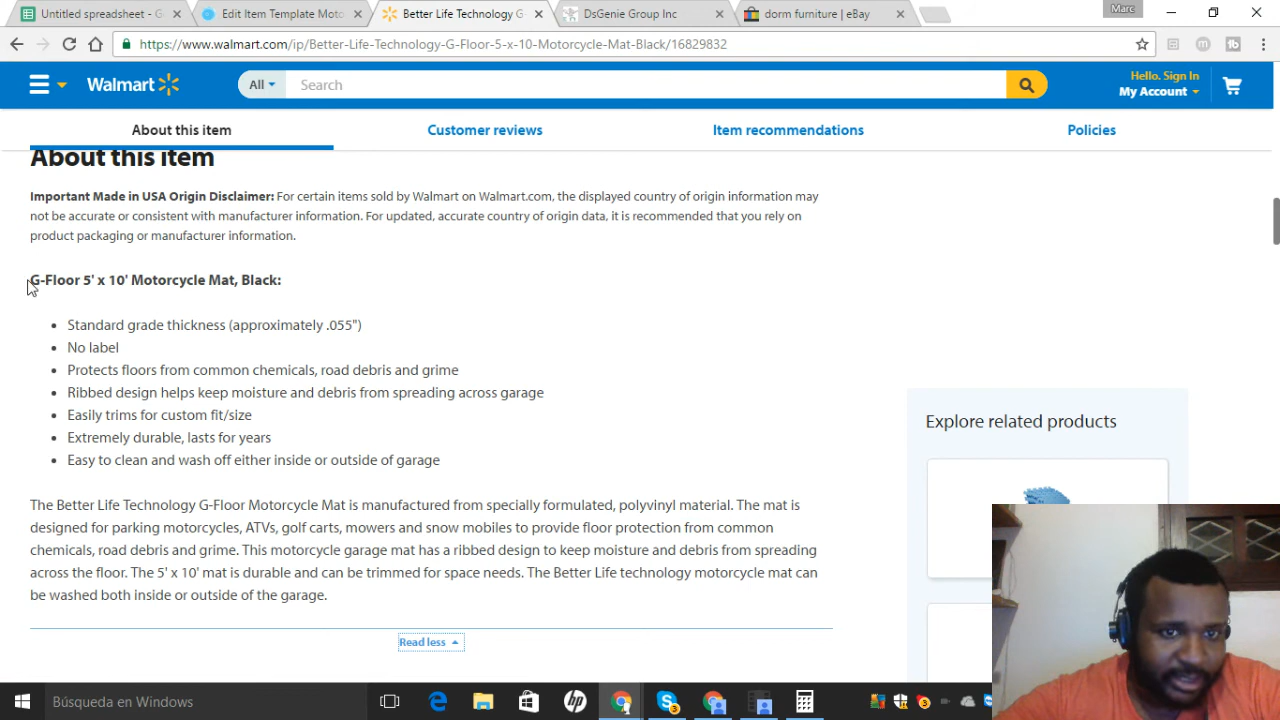 Untitled spreadsheet - G
Edit Item Template Moto
Better Life Technology G
DsGenie Group Inc
dorm furniture | eBay
Marc
https://www.walmart.com/ip/Better-Life-Technology-G-Floor-5-x-10-Motorcycle-Mat-Black/16829832
Walmart
All
Search
Hello. Sign In
My Account
About this item
Customer reviews
Item recommendations
Policies
About this item
Important Made in USA Origin Disclaimer: For certain items sold by Walmart on Walmart.com, the displayed country of origin information may
not be accurate or consistent with manufacturer information. For updated, accurate country of origin data, it is recommended that you rely on
product packaging or manufacturer information.
G-Floor 5' x 10' Motorcycle Mat, Black:
Standard grade thickness (approximately .055")
No label
Protects floors from common chemicals, road debris and grime
Ribbed design helps keep moisture and debris from spreading across garage
Easily trims for custom fit/size
Extremely durable, lasts for years
Easy to clean and wash off either inside or outside of garage
Explore related products
The Better Life Technology G-Floor Motorcycle Mat is manufactured from specially formulated, polyvinyl material. The mat is
designed for parking motorcycles, ATVs, golf carts, mowers and snow mobiles to provide floor protection from common
chemicals, road debris and grime. This motorcycle garage mat has a ribbed design to keep moisture and debris from spreading
across the floor. The 5' x 10' mat is durable and can be trimmed for space needs. The Better Life technology motorcycle mat can
be washed both inside or outside of the garage.
Read less
Búsqueda en Windows